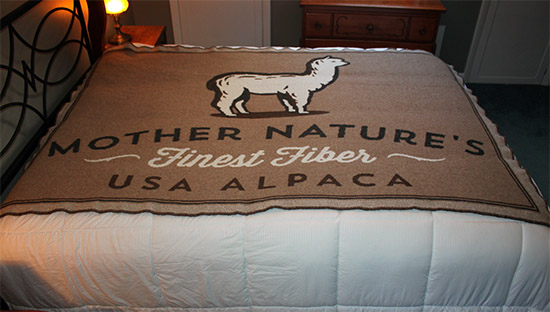 MOTHER NATURE'S
Finest Fiber
USA ALPACA